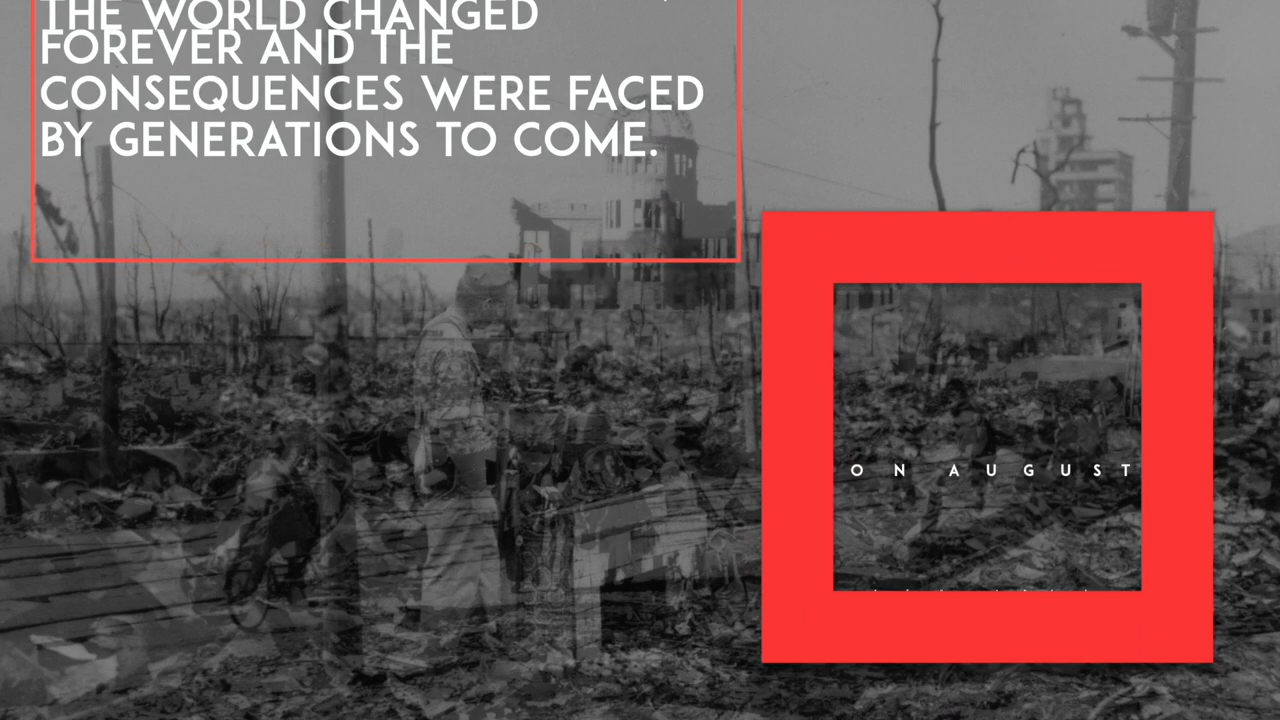 THE WORLD CHANGED
FOREVER AND THE
CONSEQUENCES WERE FACED
BY GENERATIONS TO COME.
ON AUGUST